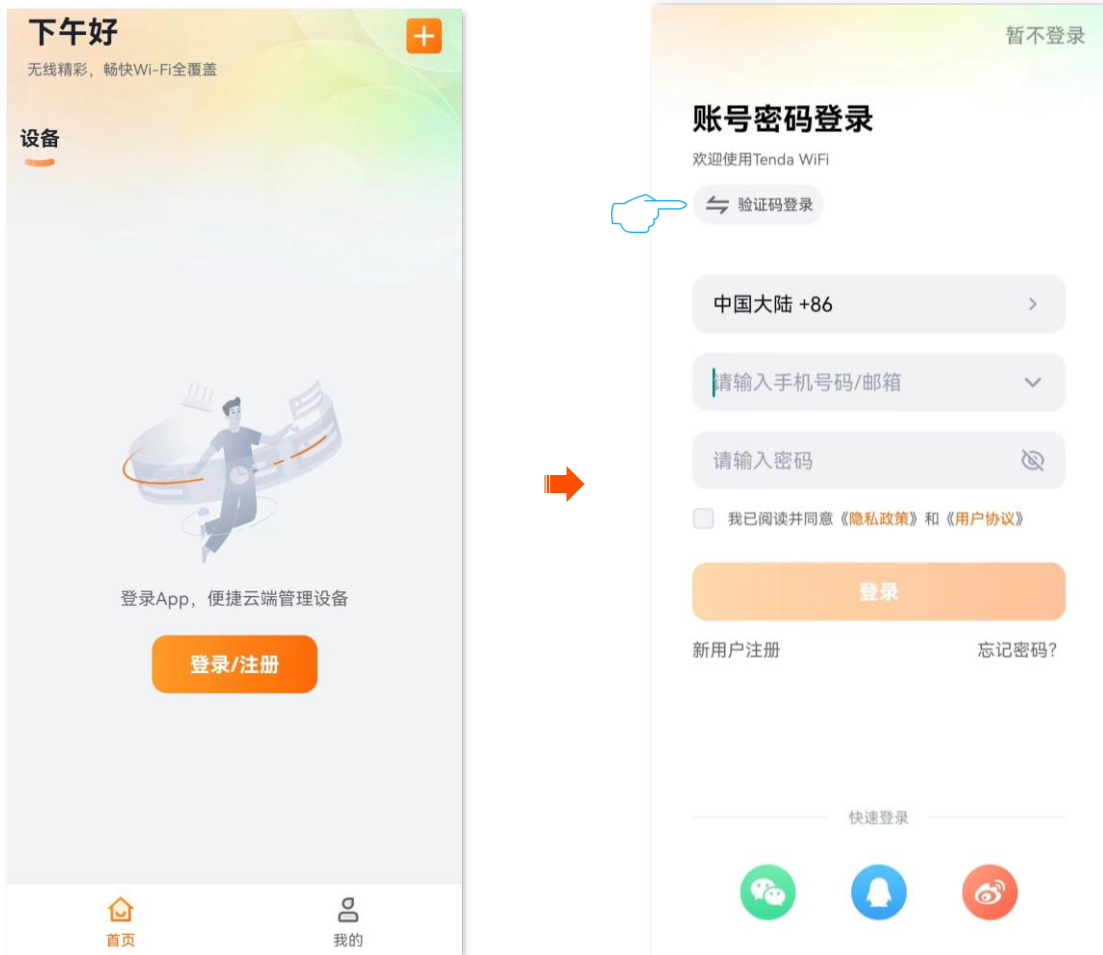 下午好
无线精彩，畅快Wi-Fi全覆盖
设备
登录App，便捷云端管理设备
登录/注册
首页
我的
暂不登录
账号密码登录
欢迎使用Tenda WiFi
验证码登录
中国大陆 +86
请输入手机号码/邮箱
请输入密码
我已阅读并同意《隐私政策》和《用户协议》
登录
新用户注册
忘记密码?
快速登录